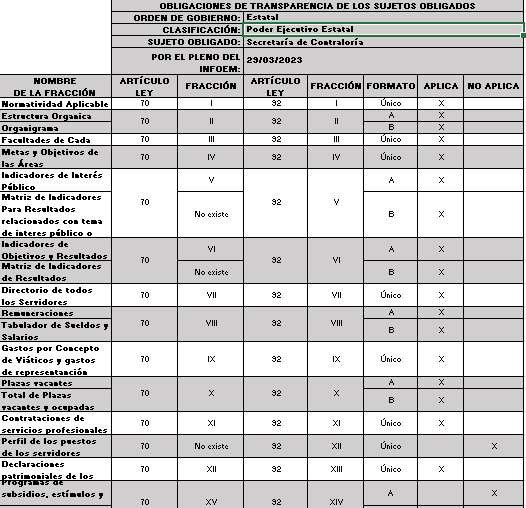 OBLIGACIONES DE TRANSPARENCIA DE LOS SUJETOS OBLIGADOS
ORDEN DE GOBIERNO: Estatal
CLASIFICACIÓN: Poder Ejecutivo Estatal
SUJETO OBLIGADO: Secretaría de Contraloría
POR EL PLENO DEL
INFOEM: 29/03/2023
NOMBRE
DE LA FRACCIÓN
ARTÍCULO
LEY
FRACCIÓN
ARTÍCULO
LEY
FRACCIÓN
FORMATO
APLICA
NO APLICA
Normatividad Aplicable 70 I 92 I Único X
Estructura Organica
Organigrama
70 II 92 II
A X
B X
Facultades de Cada 70 III 92 III Único X
Metas y Objetivos de
las Áreas
70 IV 92 IV Único X
Indicadores de Interés
Público
V
A X
Matriz de Indicadores
Para Resultados
relacionados con tema
de interes público o
70 No existe 92 V
B X
Indicadores de
Objetivos y Resultados
VI
A X
Matriz de Indicadores
de Resultados
70 No existe 92 VI
B X
Directorio de todos
los Servidores
70 VII 92 VII Único X
Remuneraciones
A X
Tabulador de Sueldos y
Salarios
70 VIII 92 VIII
B X
Gastos por Concepto
de Viáticos y gastos
de representanción
70 IX 92 IX Único X
Plazas vacantes
A X
Total de Plazas
vacantes y ocupadas
70 X 92 X
B X
Contrataciones de
servicios profesionales
70 XI 92 XI Único X
Perfil de los puestos
de los servidores
70 No existe 92 XII Único X
Declaraciones
patrimoniales de los
70 XII 92 XIII Único X
Programas de
subsidios, estímulos y
A X
70 XV 92 XIV